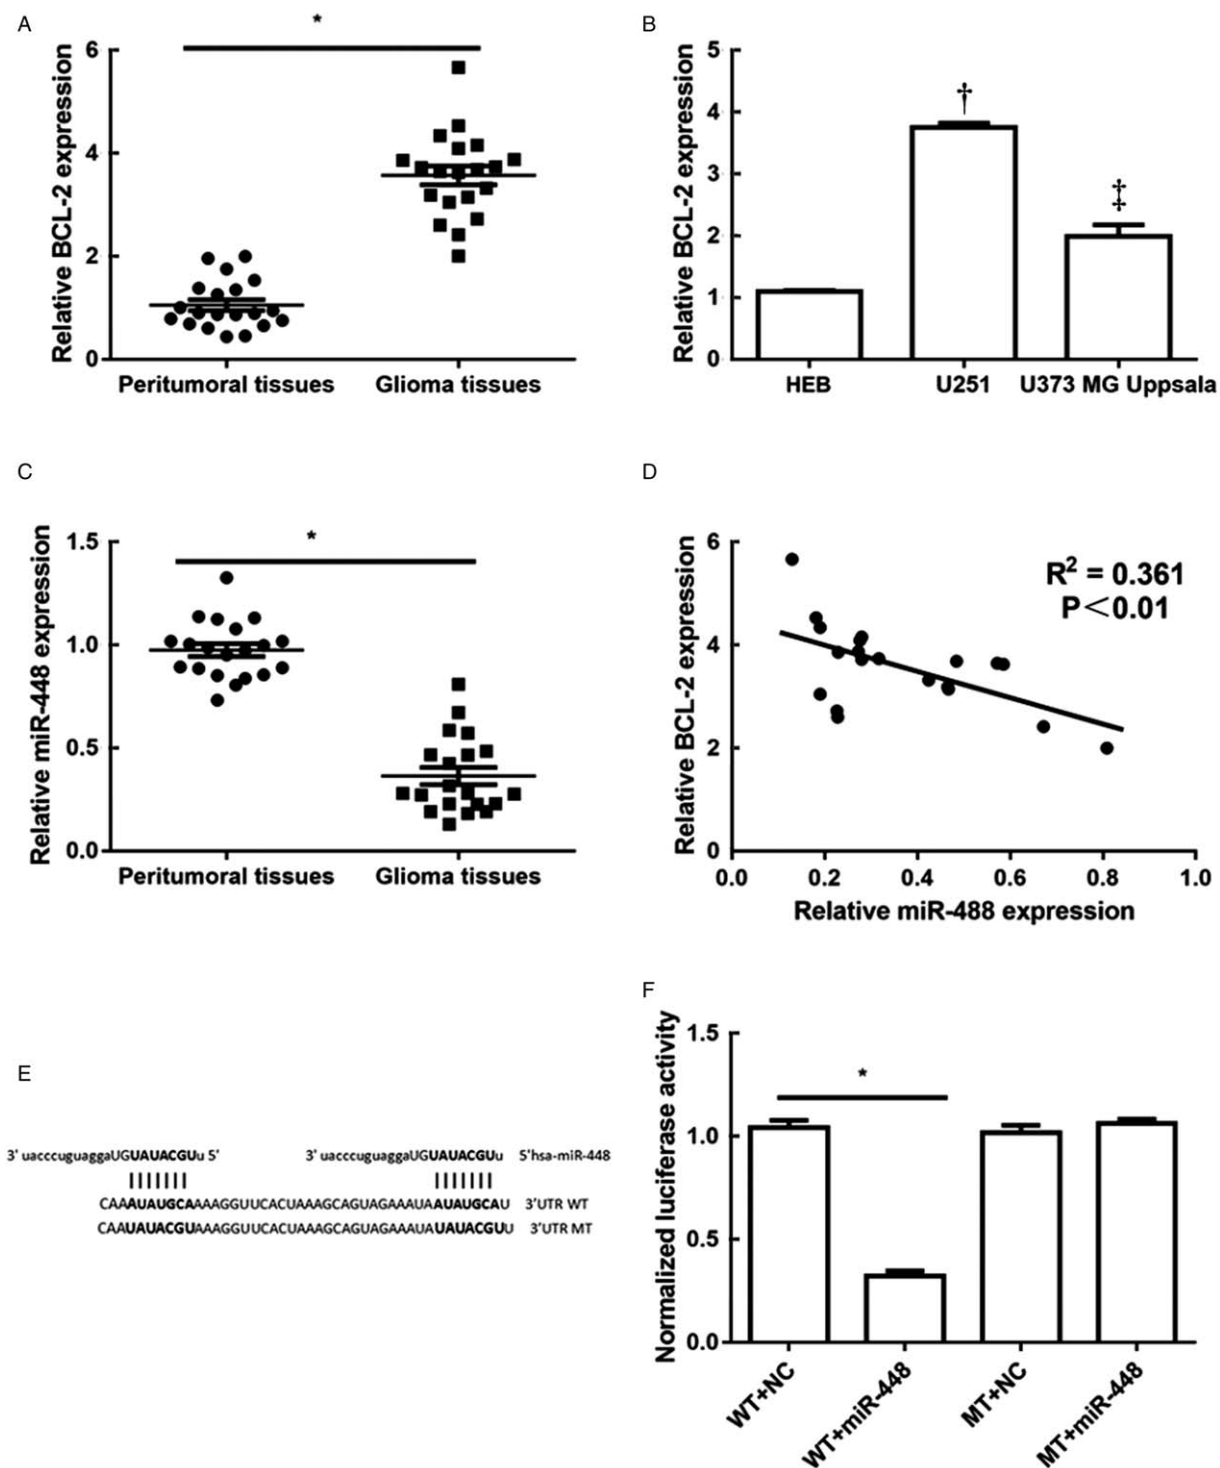 A
*
Relative BCL-2 expression
6
4
2
0
Peritumoral tissues
Glioma tissues
B
Relative BCL-2 expression
5
4
3
2
1
0
†
‡
HEB
U251
U373 MG Uppsala
C
*
Relative miR-448 expression
1.5
1.0
0.5
0.0
Peritumoral tissues
Glioma tissues
D
Relative BCL-2 expression
6
4
2
0
R² = 0.361
P<0.01
0.0 0.2 0.4 0.6 0.8 1.0
Relative miR-488 expression
E
3' uacccuguaggaUGUAUACGUu 5' 3' uacccuguaggaUGUAUACGUu 5'hsa-miR-448
CAAAUAUGCAAAAGGUUCACUAAAGCAGUAGAAAUAAUAUGCAU 3'UTR WT
CAAUAUACGUAAAGGUUCACUAAAGCAGUAGAAAUAUAUACGUU 3'UTR MT
F
*
Normalized luciferase activity
1.5
1.0
0.5
0.0
WT+NC
WT+miR-448
MT+NC
MT+miR-448